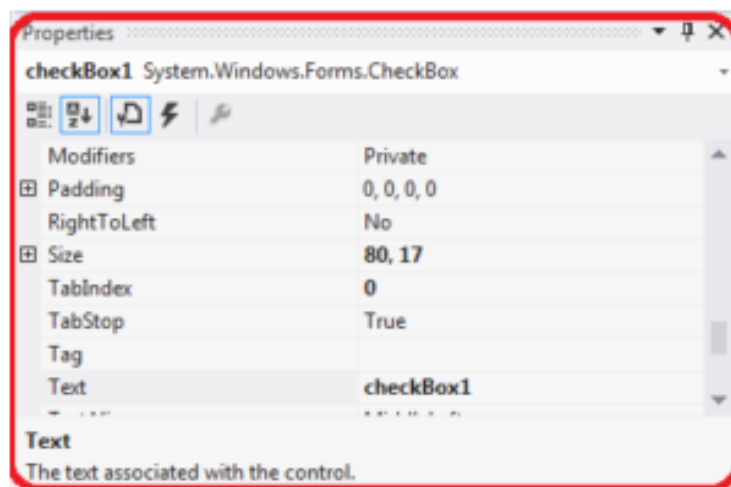 Properties
checkBox1 System.Windows.Forms.CheckBox
Modifiers Private
Padding 0, 0, 0, 0
RightToLeft No
Size 80, 17
TabIndex 0
TabStop True
Tag
Text checkBox1
Text
The text associated with the control.